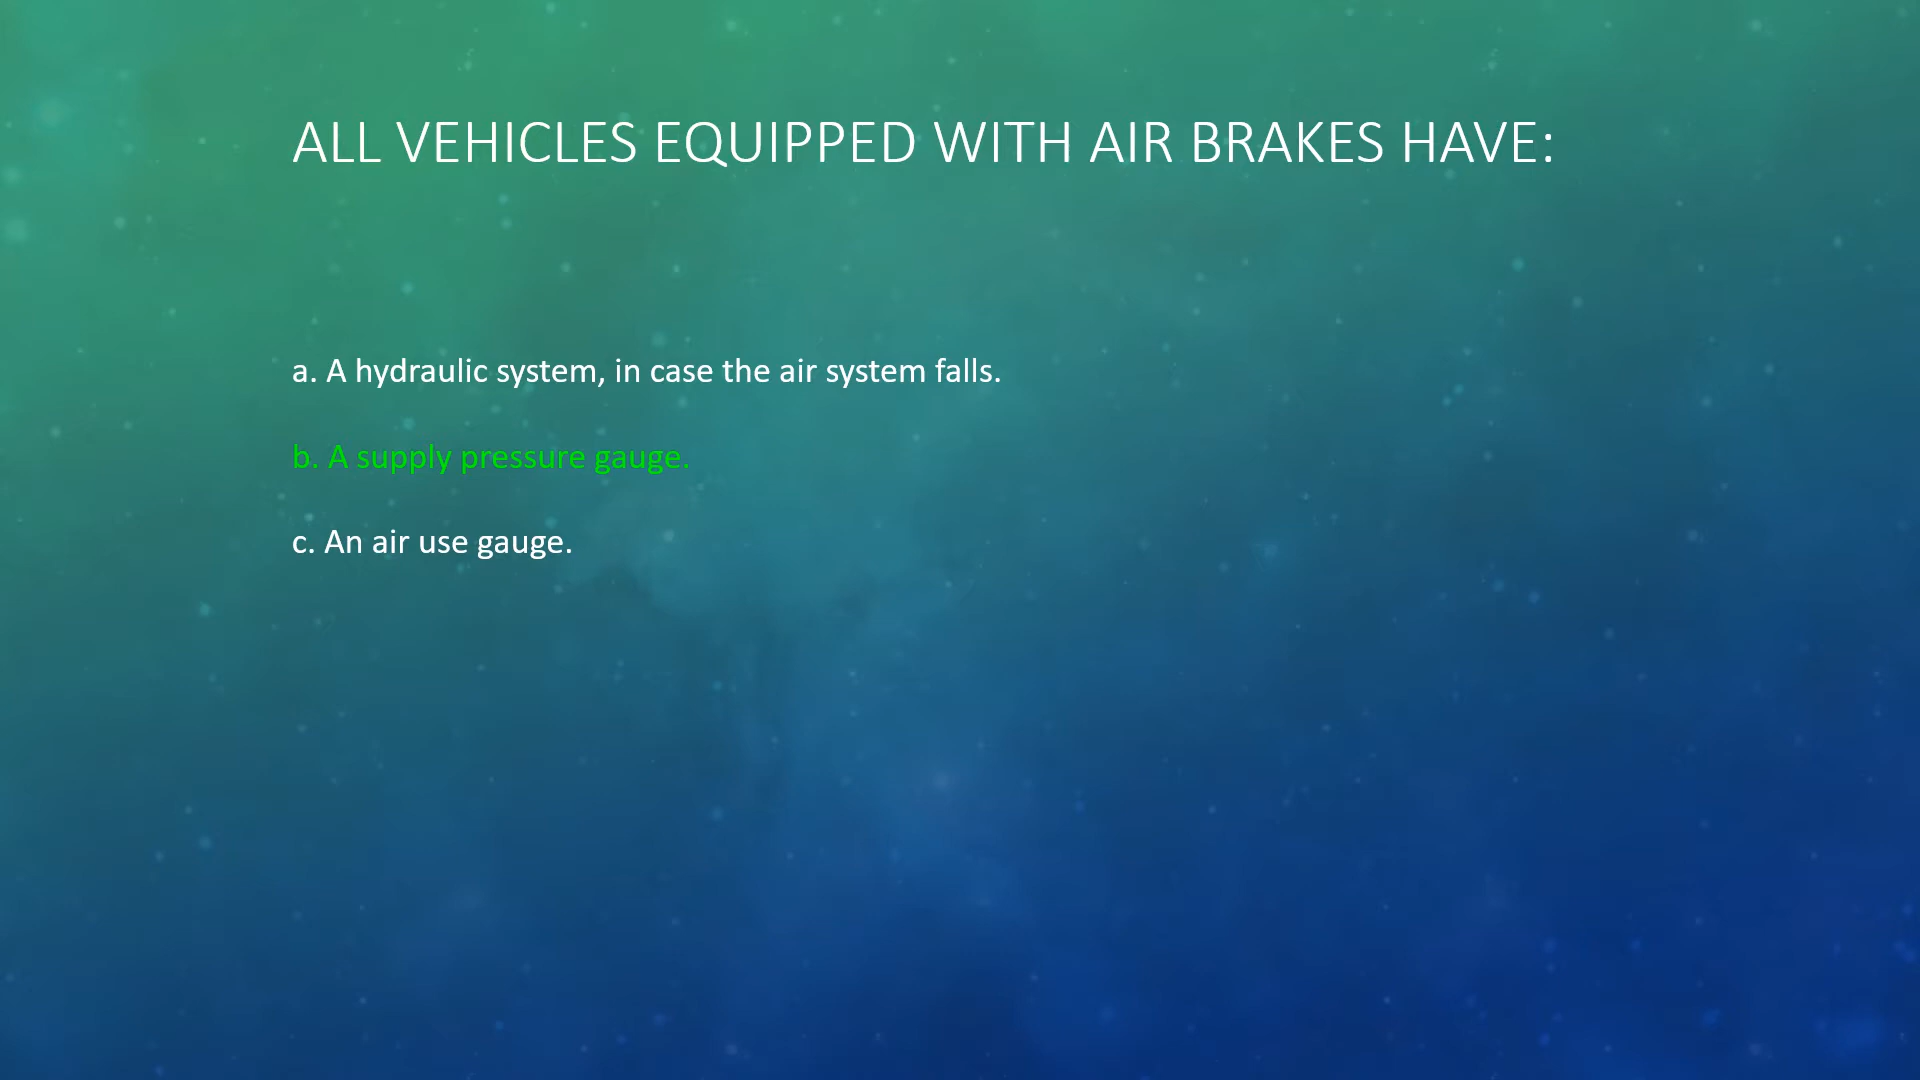 ALL VEHICLES EQUIPPED WITH AIR BRAKES HAVE:
a. A hydraulic system, in case the air system falls.
b. A supply pressure gauge.
c. An air use gauge.